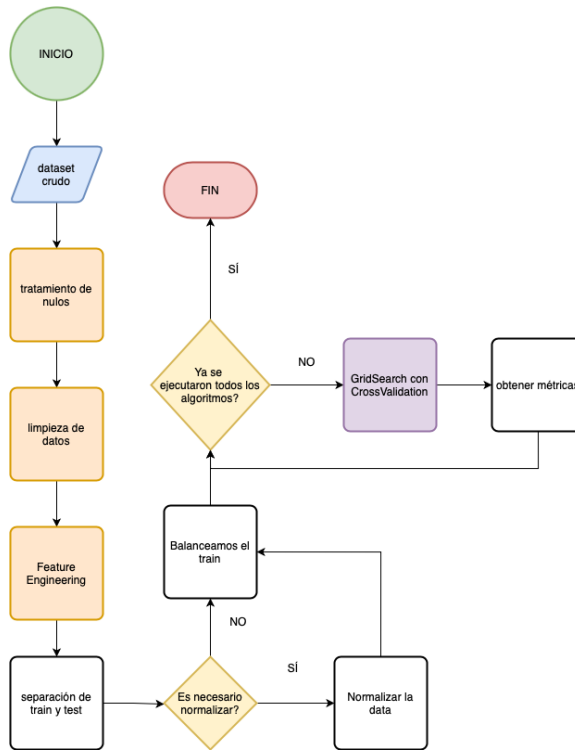 INICIO
dataset
crudo
tratamiento de
nulos
limpieza de
datos
Feature
Engineering
separación de
train y test
Es necesario
normalizar?
SÍ
Normalizar la
data
NO
Balanceamos el
train
Ya se
ejecutaron todos los
algoritmos?
NO
GridSearch con
CrossValidation
obtener métricas
SÍ
FIN